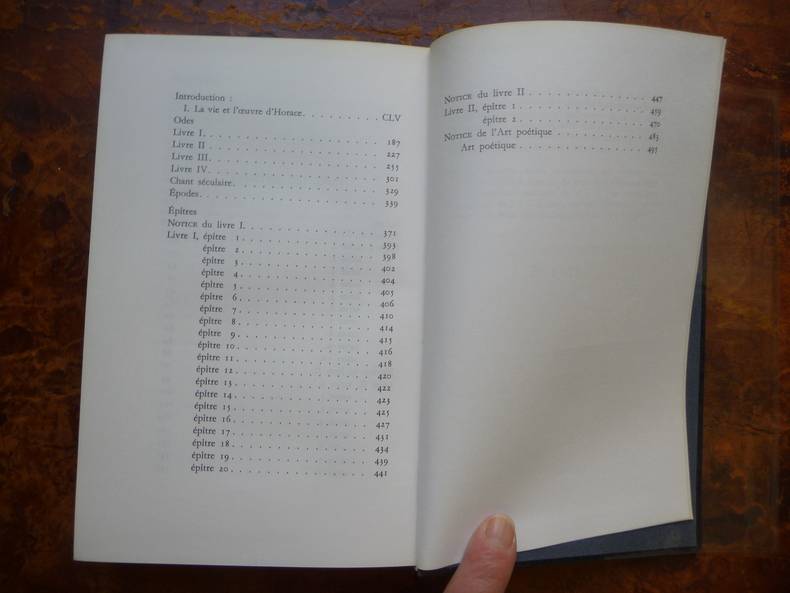 Introduction :
I. La vie et l'œuvre d'Horace. . . . . . . . . CLV
Odes
Livre I. . . . . . . . . . . . . . . . . . 187
Livre II . . . . . . . . . . . . . . . . . 227
Livre III. . . . . . . . . . . . . . . . . 255
Livre IV. . . . . . . . . . . . . . . . . 301
Chant séculaire. . . . . . . . . . . . . . . 329
Épodes. . . . . . . . . . . . . . . . . . 339
Épîtres
NOTICE du livre I. . . . . . . . . . . . . . 371
Livre I, épître 1. . . . . . . . . . . . . . 393
épître 2. . . . . . . . . . . . . . 398
épître 3. . . . . . . . . . . . . . 402
épître 4. . . . . . . . . . . . . . 404
épître 5. . . . . . . . . . . . . . 405
épître 6. . . . . . . . . . . . . . 406
épître 7. . . . . . . . . . . . . . 410
épître 8. . . . . . . . . . . . . . 414
épître 9. . . . . . . . . . . . . . 415
épître 10. . . . . . . . . . . . . . 416
épître 11. . . . . . . . . . . . . . 418
épître 12. . . . . . . . . . . . . . 420
épître 13. . . . . . . . . . . . . . 422
épître 14. . . . . . . . . . . . . . 423
épître 15. . . . . . . . . . . . . . 425
épître 16. . . . . . . . . . . . . . 427
épître 17. . . . . . . . . . . . . . 431
épître 18. . . . . . . . . . . . . . 434
épître 19. . . . . . . . . . . . . . 439
épître 20. . . . . . . . . . . . . . 441
NOTICE du livre II . . . . . . . . . . . . . 447
Livre II, épître 1 . . . . . . . . . . . . . . 459
épître 2 . . . . . . . . . . . . . . 470
NOTICE de l'Art poétique . . . . . . . . . . . 483
Art poétique . . . . . . . . . . . . . . 495